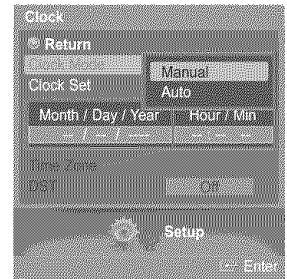 Clock
Return
Clock Mode
Manual
Clock Set
Auto
Month / Day / Year Hour / Min
-- / -- / ---- -- : --
Time Zone
DST Off
Setup
Enter